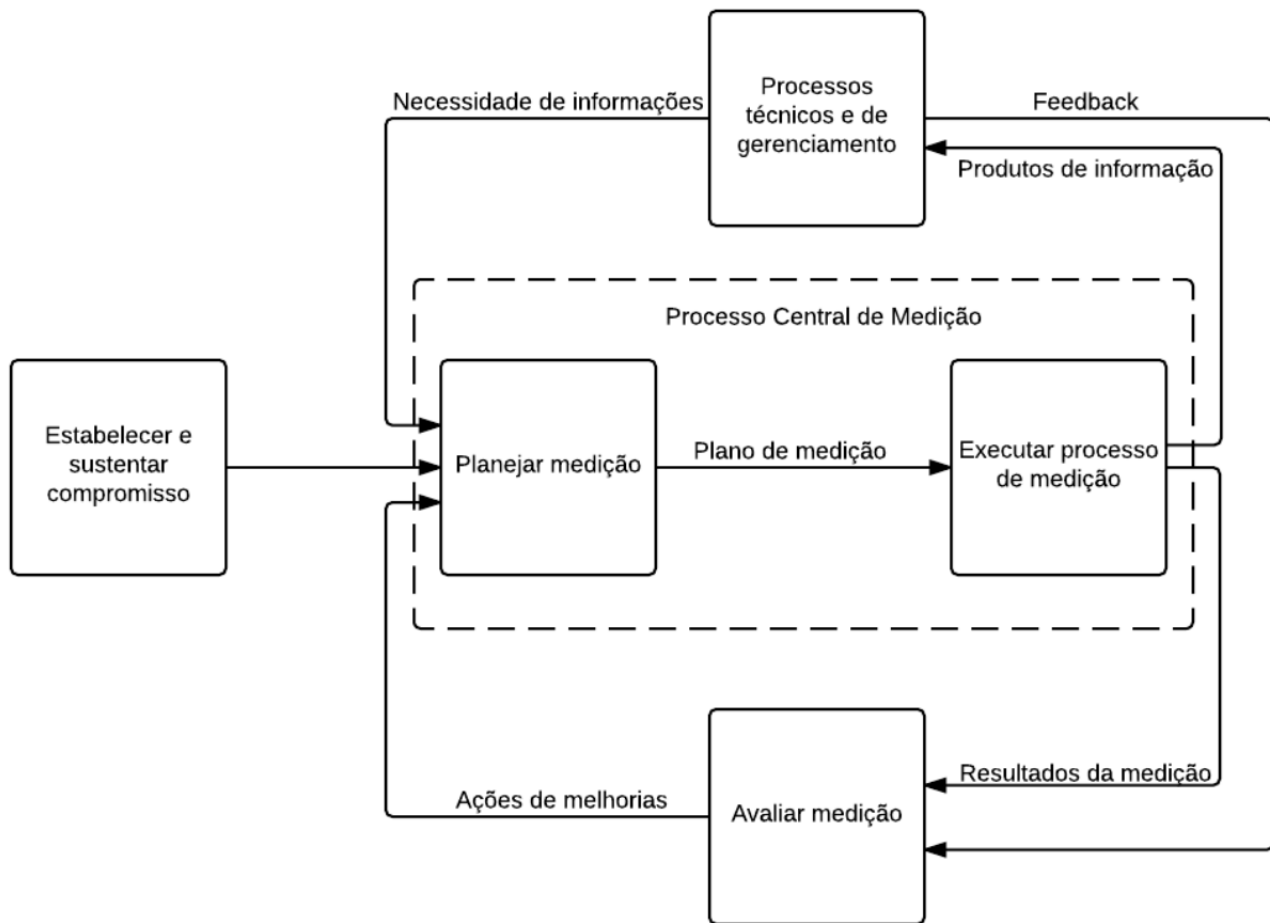 Processos
técnicos e de
gerenciamento
Necessidade de informações
Feedback
Produtos de informação
Processo Central de Medição
Estabelecer e
sustentar
compromisso
Planejar medição
Plano de medição
Executar processo
de medição
Resultados da medição
Ações de melhorias
Avaliar medição